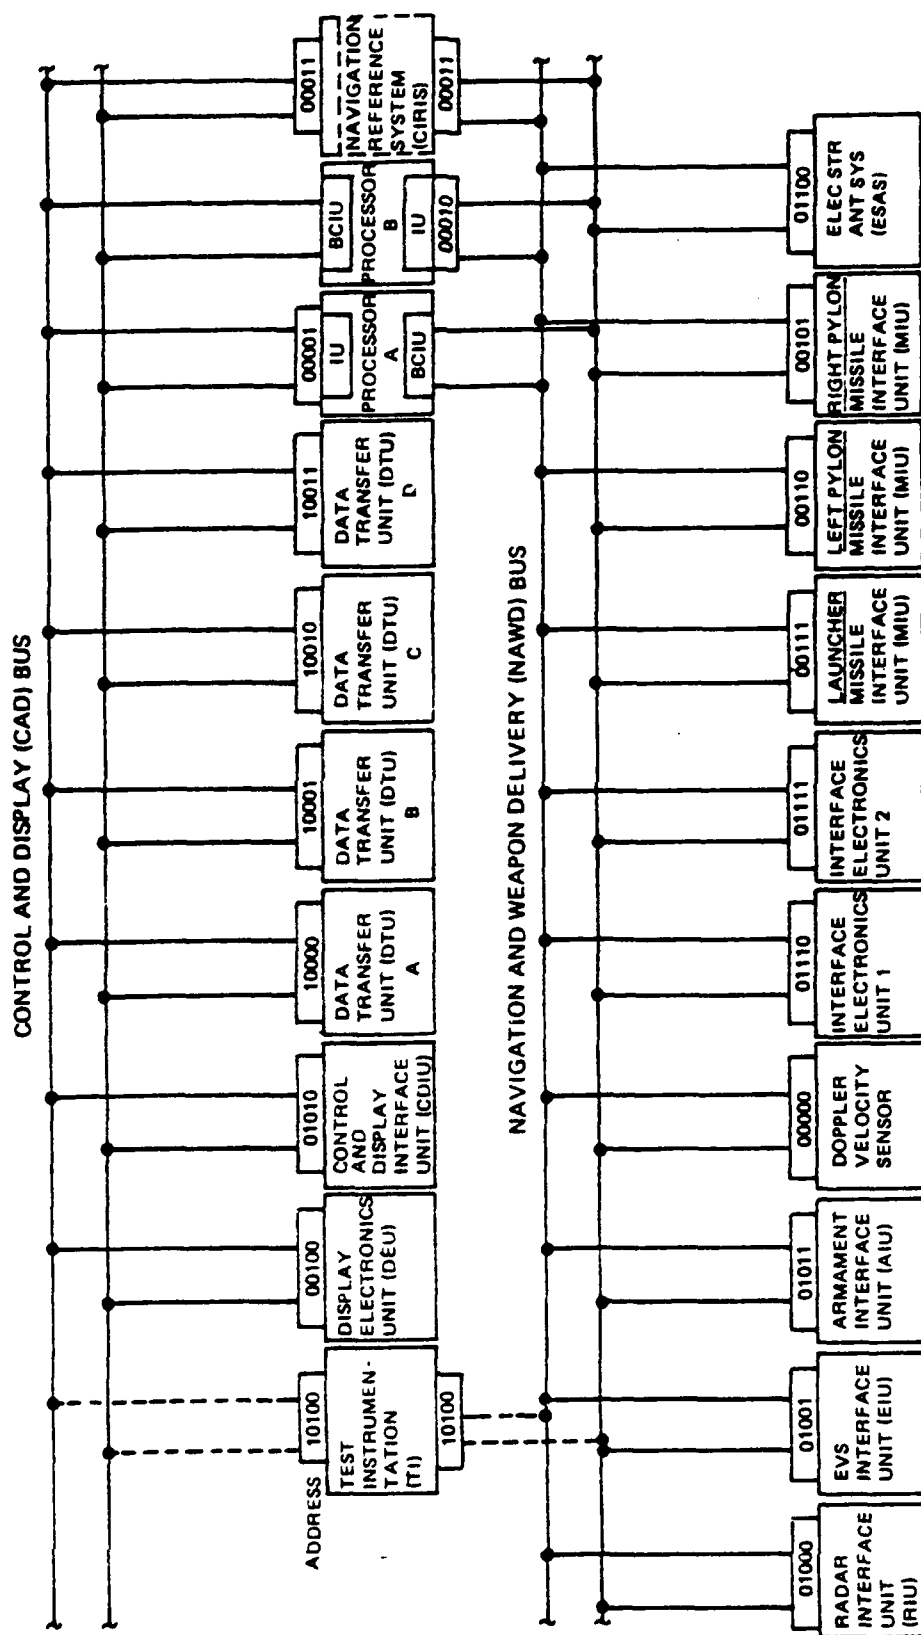 CONTROL AND DISPLAY (CAD) BUS
ADDRESS
10100
TEST
INSTRUMEN-
TATION
(TI)
10100
00100
DISPLAY
ELECTRONICS
UNIT (DEU)
01010
CONTROL
AND
DISPLAY
INTERFACE
UNIT (CDIU)
10000
DATA
TRANSFER
UNIT (DTU)
A
10001
DATA
TRANSFER
UNIT (DTU)
B
10010
DATA
TRANSFER
UNIT (DTU)
C
10011
DATA
TRANSFER
UNIT (DTU)
D
00001
IU
PROCESSOR
A
BCIU
BCIU
PROCESSOR
B
IU
00010
00011
NAVIGATION
REFERENCE
SYSTEM
(CIRIS)
00011
NAVIGATION AND WEAPON DELIVERY (NAWD) BUS
01000
RADAR
INTERFACE
UNIT
(RIU)
01001
EVS
INTERFACE
UNIT (EIU)
01011
ARMAMENT
INTERFACE
UNIT (AIU)
00000
DOPPLER
VELOCITY
SENSOR
01110
INTERFACE
ELECTRONICS
UNIT 1
01111
INTERFACE
ELECTRONICS
UNIT 2
00111
LAUNCHER
MISSILE
INTERFACE
UNIT (MIU)
00110
LEFT PYLON
MISSILE
INTERFACE
UNIT (MIU)
00101
RIGHT PYLON
MISSILE
INTERFACE
UNIT (MIU)
01100
ELEC STR
ANT SYS
(ESAS)